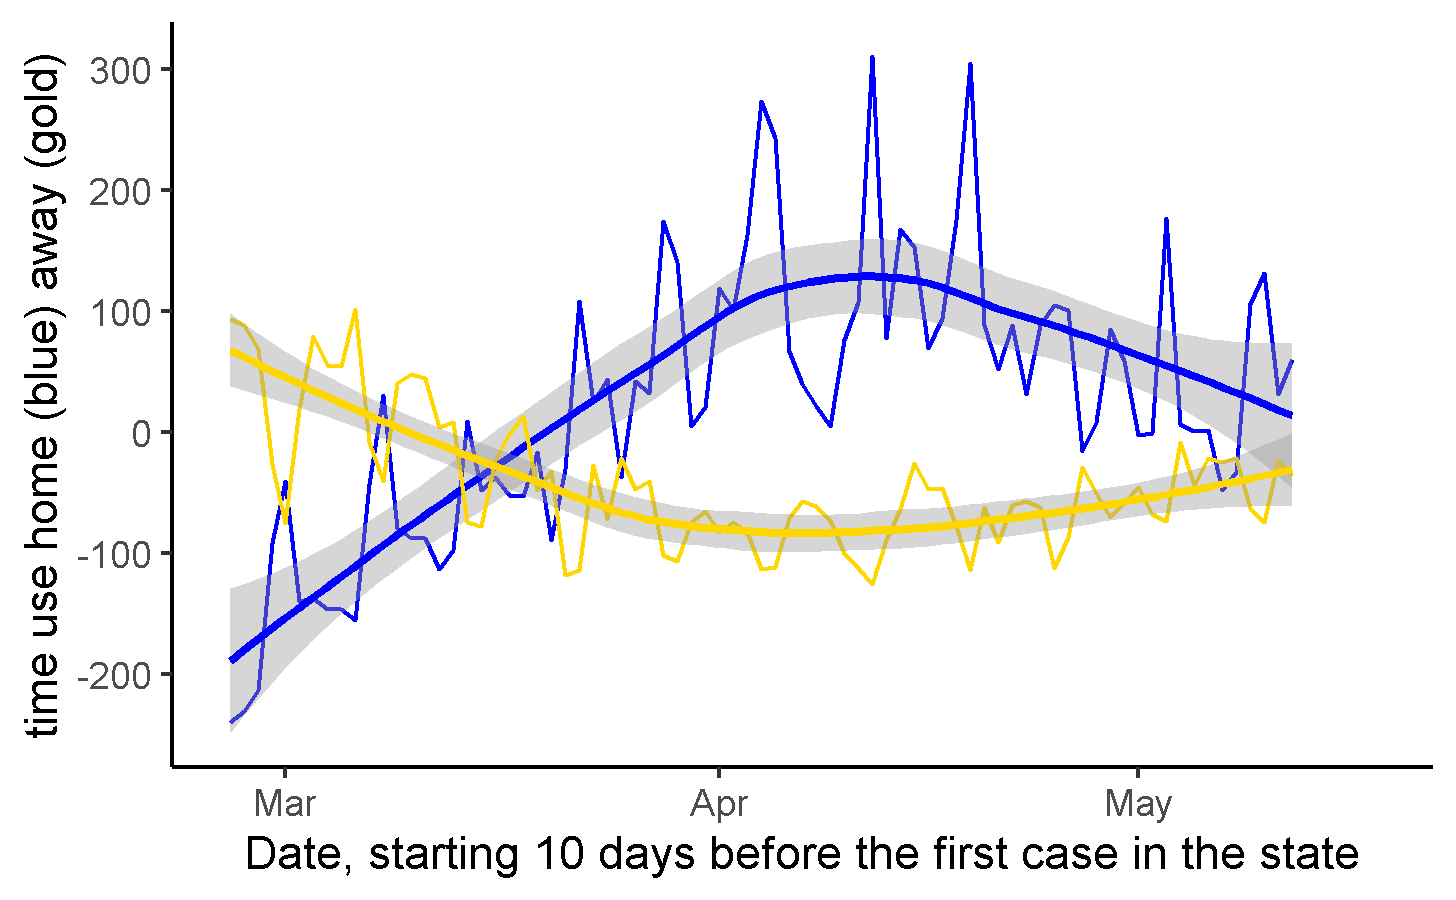 time use home (blue) away (gold)
300
200
100
0
-100
-200
Mar Apr May
Date, starting 10 days before the first case in the state